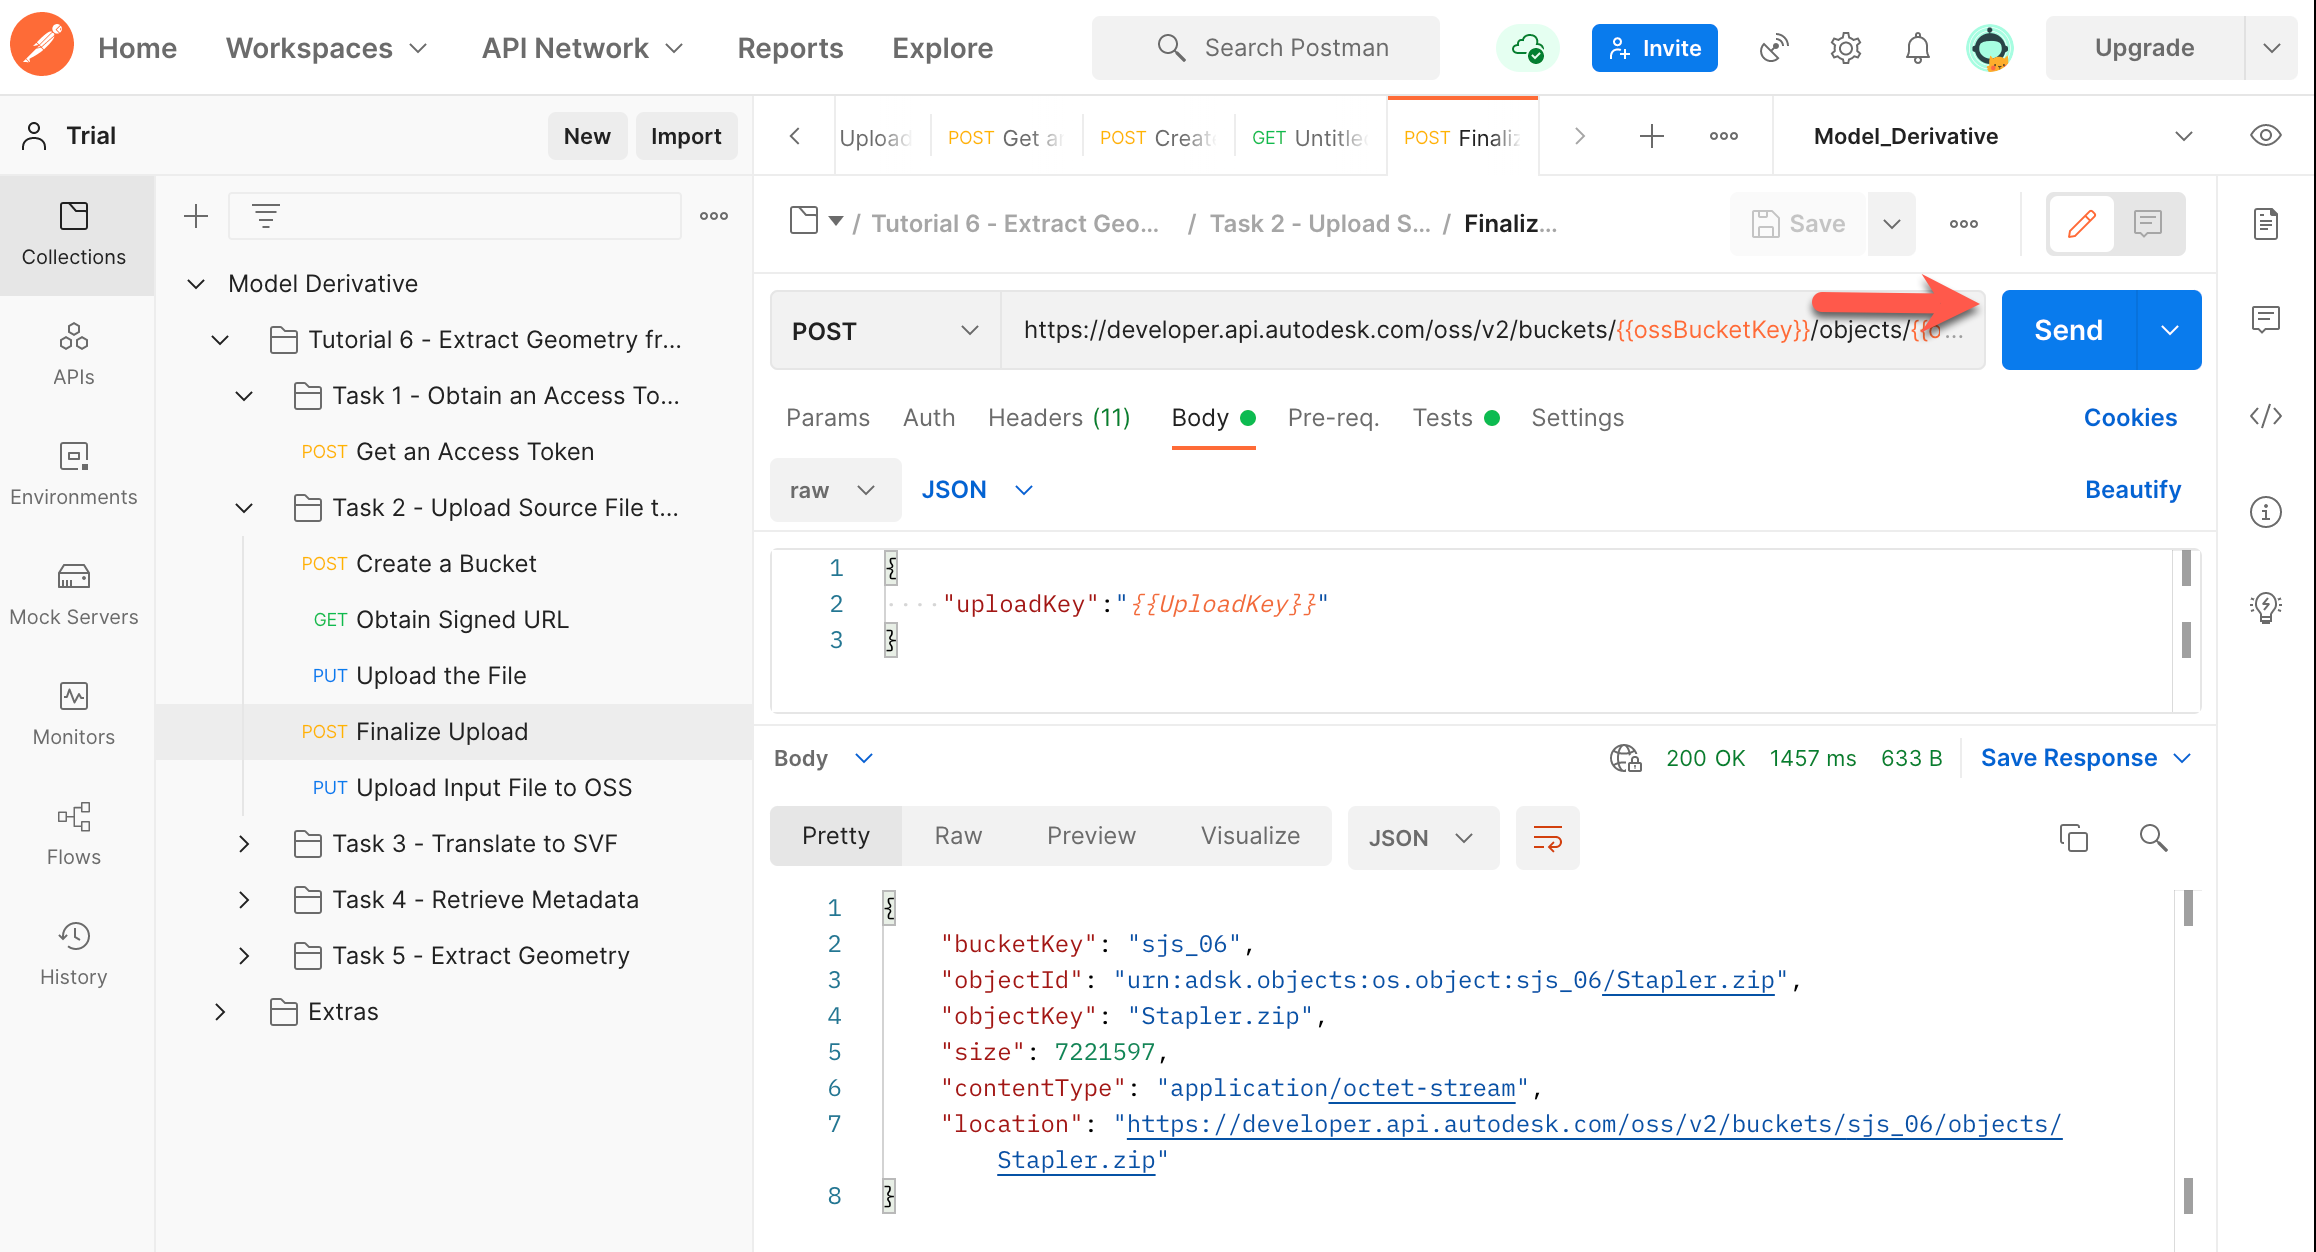 Home Workspaces API Network Reports Explore Search Postman Invite Upgrade
Trial New Import
Upload POST Get an POST Create GET Untitled POST Finaliz Model_Derivative
Collections
APIs
Environments
Mock Servers
Monitors
Flows
History
Model Derivative
Tutorial 6 - Extract Geometry fr...
Task 1 - Obtain an Access To...
POST Get an Access Token
Task 2 - Upload Source File t...
POST Create a Bucket
GET Obtain Signed URL
PUT Upload the File
POST Finalize Upload
PUT Upload Input File to OSS
Task 3 - Translate to SVF
Task 4 - Retrieve Metadata
Task 5 - Extract Geometry
Extras
/ Tutorial 6 - Extract Geo... / Task 2 - Upload S... / Finaliz... Save
POST https://developer.api.autodesk.com/oss/v2/buckets/{{ossBucketKey}}/objects/{{o... Send
Params Auth Headers (11) Body Pre-req. Tests Settings Cookies
raw JSON Beautify
1 {
2 ····"uploadKey":"{{UploadKey}}"
3 }
Body 200 OK 1457 ms 633 B Save Response
Pretty Raw Preview Visualize JSON
1 {
2 "bucketKey": "sjs_06",
3 "objectId": "urn:adsk.objects:os.object:sjs_06/Stapler.zip",
4 "objectKey": "Stapler.zip",
5 "size": 7221597,
6 "contentType": "application/octet-stream",
7 "location": "https://developer.api.autodesk.com/oss/v2/buckets/sjs_06/objects/
Stapler.zip"
8 }